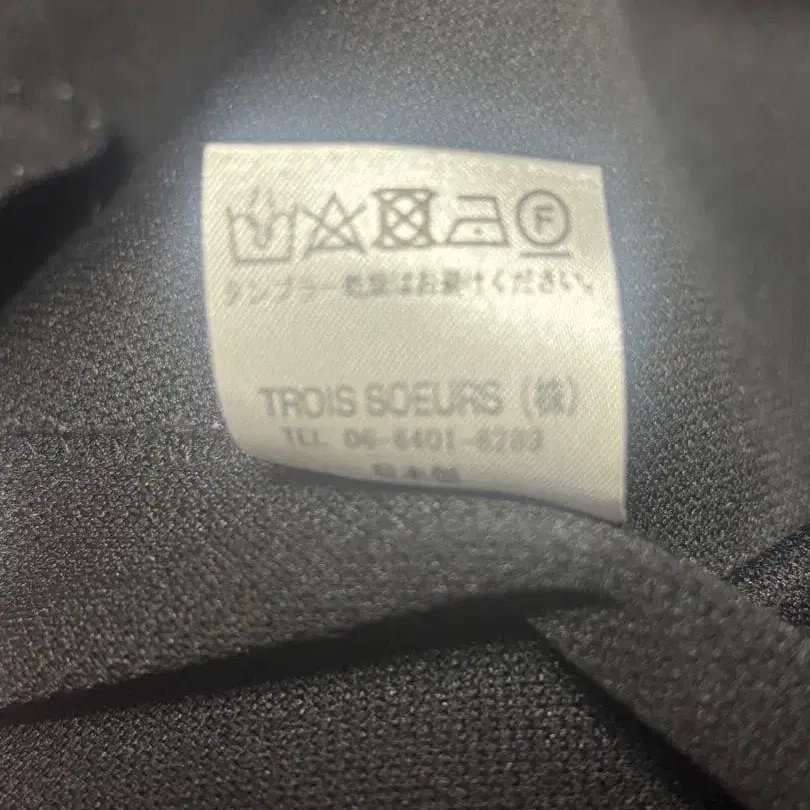 F
タンブラー乾燥はお避けください。
TROIS SOEURS (株)
TEL 06-6401-6283
日本製